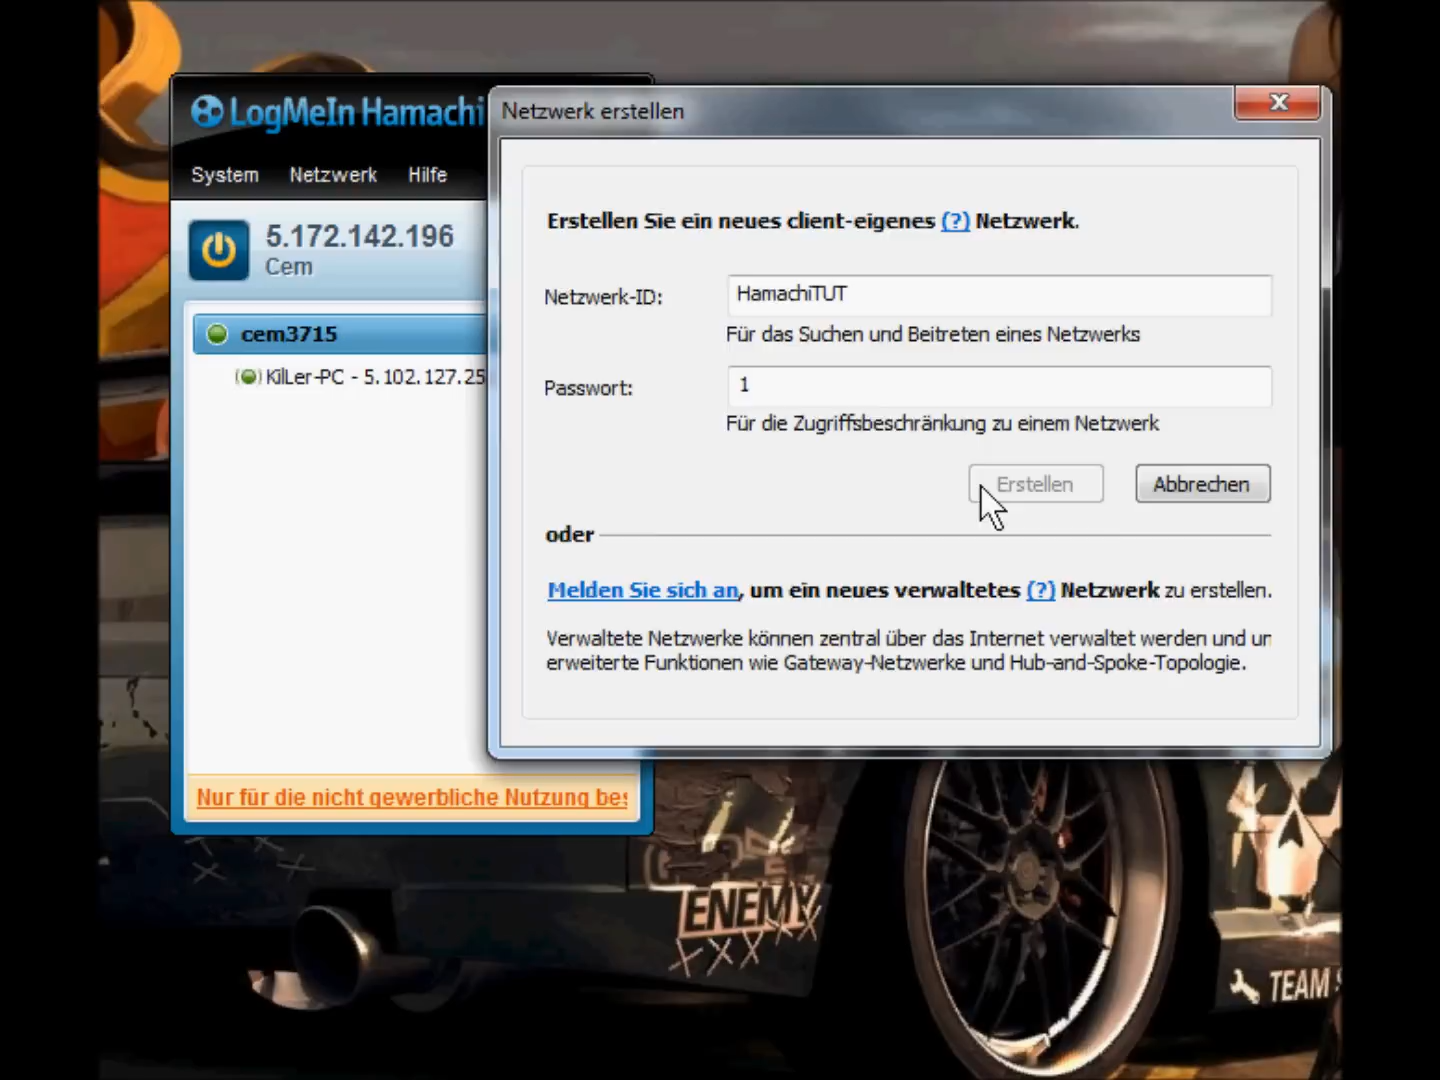 LogMeIn Hamachi
System Netzwerk Hilfe
5.172.142.196
Cem
cem3715
KilLer-PC - 5.102.127.25
Nur für die nicht gewerbliche Nutzung bes
Netzwerk erstellen
Erstellen Sie ein neues client-eigenes (?) Netzwerk.
Netzwerk-ID: HamachiTUT
Für das Suchen und Beitreten eines Netzwerks
Passwort: 1
Für die Zugriffsbeschränkung zu einem Netzwerk
Erstellen Abbrechen
oder
Melden Sie sich an, um ein neues verwaltetes (?) Netzwerk zu erstellen.
Verwaltete Netzwerke können zentral über das Internet verwaltet werden und un
erweiterte Funktionen wie Gateway-Netzwerke und Hub-and-Spoke-Topologie.
ENEMY
XXXX
TEAM